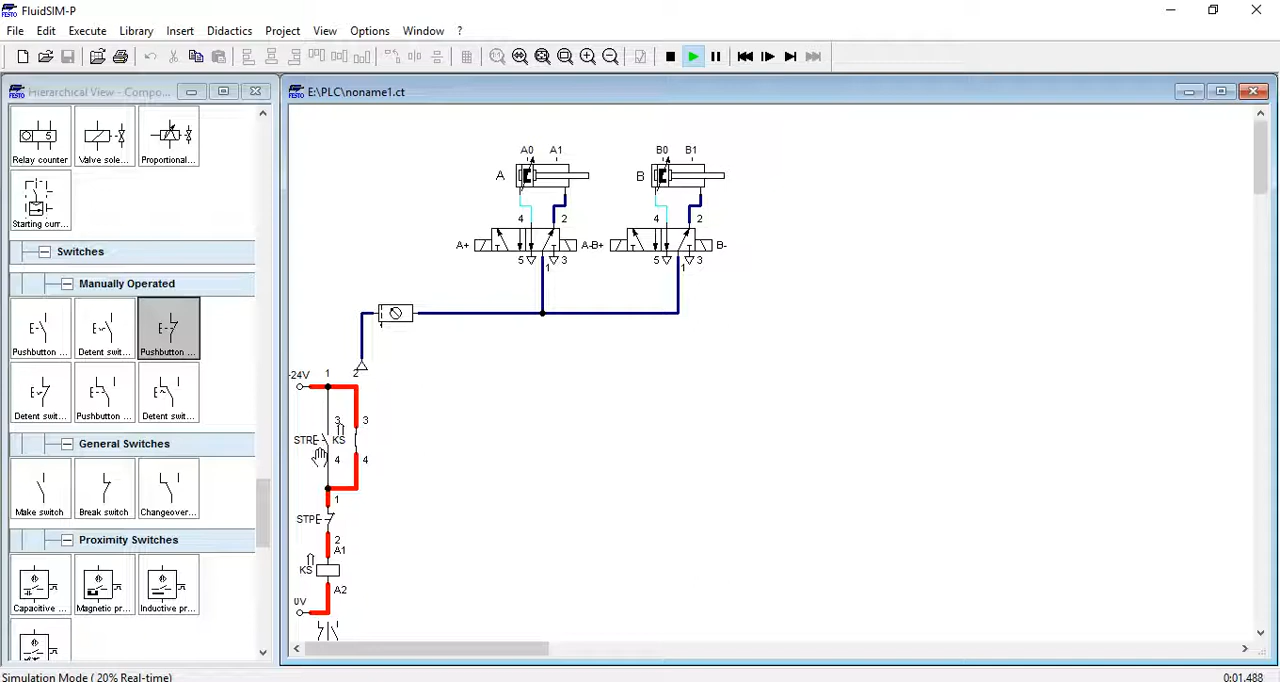 FluidSIM-P
File Edit Execute Library Insert Didactics Project View Options Window ?
Hierarchical View - Compo...
E:\PLC\noname1.ct
Relay counter Valve sole... Proportional...
Starting curr...
Switches
Manually Operated
Pushbutton ... Detent swit... Pushbutton ...
Detent swit... Pushbutton ... Detent swit...
General Switches
Make switch Break switch Changeover...
Proximity Switches
Capacitive ... Magnetic pr... Inductive pr...
A0 A1 B0 B1
A B
4 2 4 2
A+ A-B+ B-
5 1 3 5 1 3
-24V 1 2
3 3
STRE KS
4 4
1
STPE
2
A1
KS
A2
0V
Simulation Mode ( 20% Real-time)
0:01.488